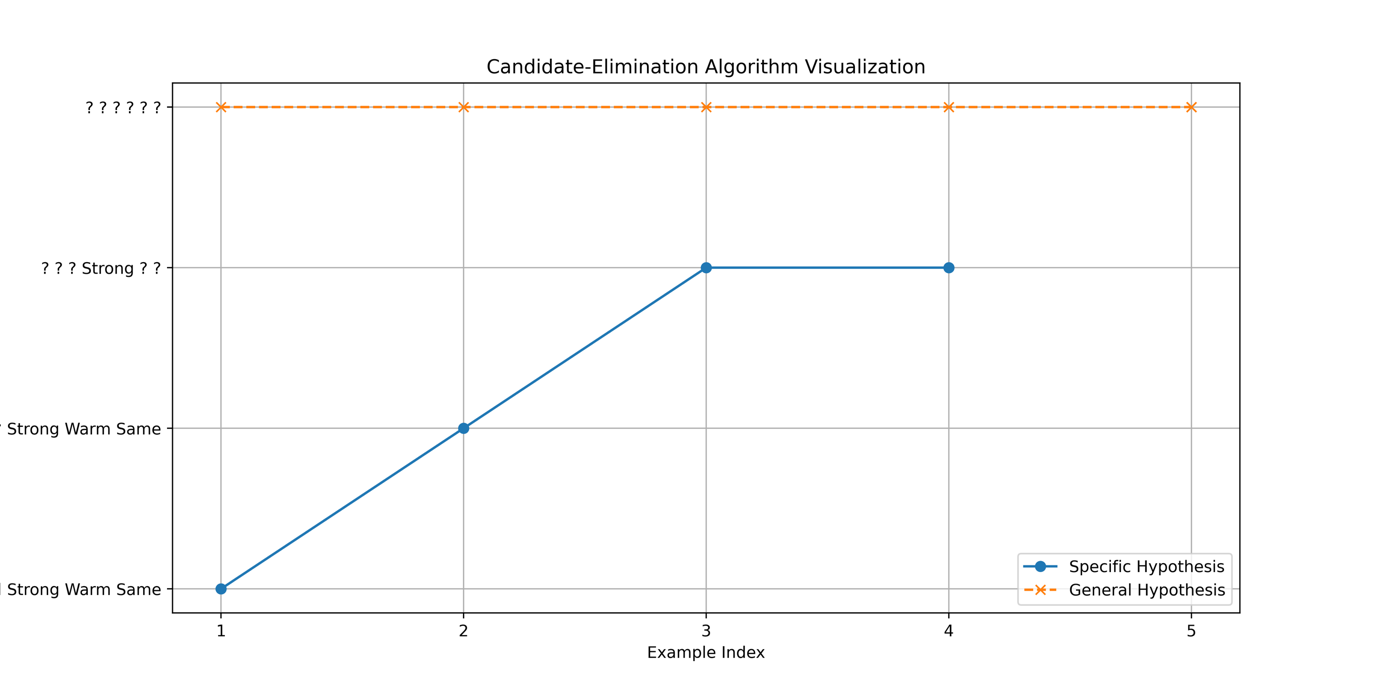 Candidate-Elimination Algorithm Visualization
? ? ? ? ? ?
? ? ? Strong ? ?
Strong Warm Same
Strong Warm Same
Specific Hypothesis
General Hypothesis
1 2 3 4 5
Example Index